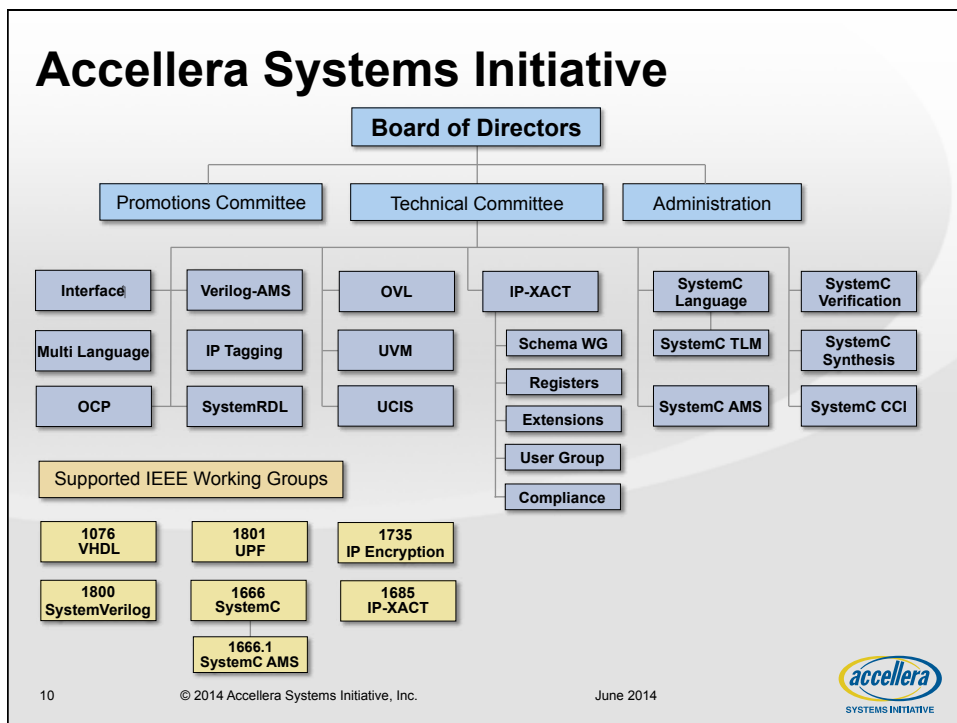 Accellera Systems Initiative
Board of Directors
Promotions Committee
Technical Committee
Administration
Interface
Verilog-AMS
OVL
IP-XACT
SystemC
Language
SystemC
Verification
Multi Language
IP Tagging
UVM
Schema WG
SystemC TLM
SystemC
Synthesis
Registers
OCP
SystemRDL
UCIS
Extensions
SystemC AMS
SystemC CCI
User Group
Compliance
Supported IEEE Working Groups
1076
VHDL
1801
UPF
1735
IP Encryption
1800
SystemVerilog
1666
SystemC
1685
IP-XACT
1666.1
SystemC AMS
10
© 2014 Accellera Systems Initiative, Inc.
June 2014
accellera
SYSTEMS INITIATIVE